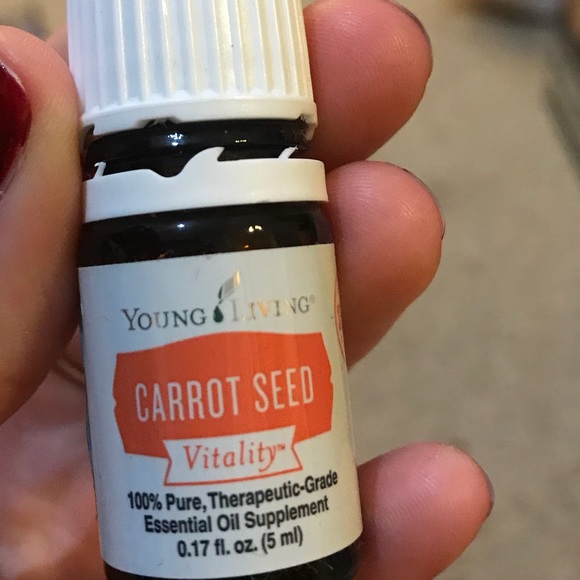 YOUNG LIVING®
CARROT SEED
Vitality™
100% Pure, Therapeutic-Grade
Essential Oil Supplement
0.17 fl. oz. (5 ml)